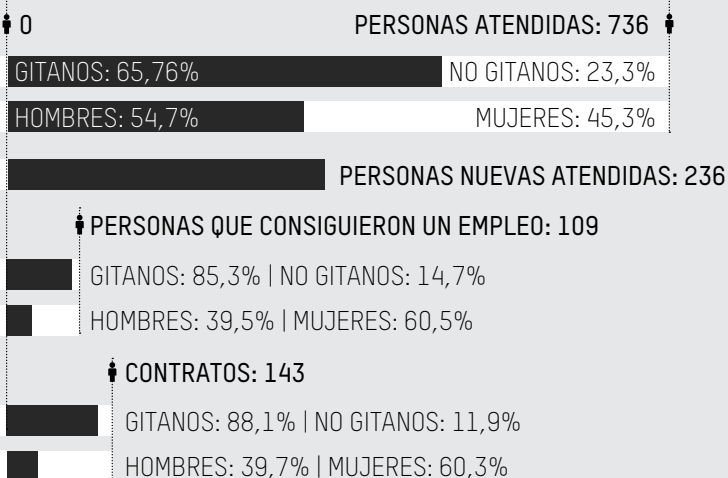 0 PERSONAS ATENDIDAS: 736
GITANOS: 65,76% NO GITANOS: 23,3%
HOMBRES: 54,7% MUJERES: 45,3%
PERSONAS NUEVAS ATENDIDAS: 236
PERSONAS QUE CONSIGUIERON UN EMPLEO: 109
GITANOS: 85,3% | NO GITANOS: 14,7%
HOMBRES: 39,5% | MUJERES: 60,5%
CONTRATOS: 143
GITANOS: 88,1% | NO GITANOS: 11,9%
HOMBRES: 39,7% | MUJERES: 60,3%